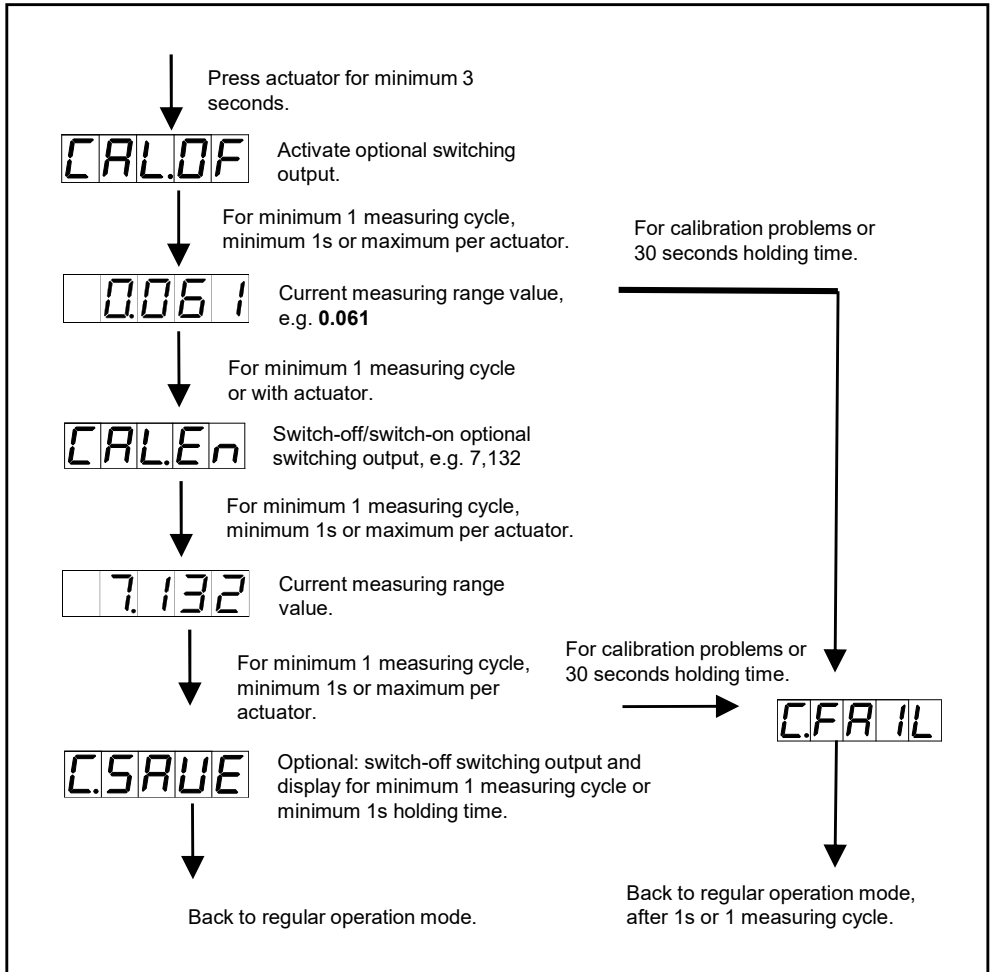 Press actuator for minimum 3
seconds.
CAL.OF
Activate optional switching
output.
For minimum 1 measuring cycle,
minimum 1s or maximum per actuator.
For calibration problems or
30 seconds holding time.
0.061
Current measuring range value,
e.g. 0.061
For minimum 1 measuring cycle
or with actuator.
CAL.En
Switch-off/switch-on optional
switching output, e.g. 7,132
For minimum 1 measuring cycle,
minimum 1s or maximum per actuator.
7.132
Current measuring range
value.
For minimum 1 measuring cycle,
minimum 1s or maximum per
actuator.
For calibration problems or
30 seconds holding time.
C.FAIL
C.SAVE
Optional: switch-off switching output and
display for minimum 1 measuring cycle or
minimum 1s holding time.
Back to regular operation mode.
Back to regular operation mode,
after 1s or 1 measuring cycle.